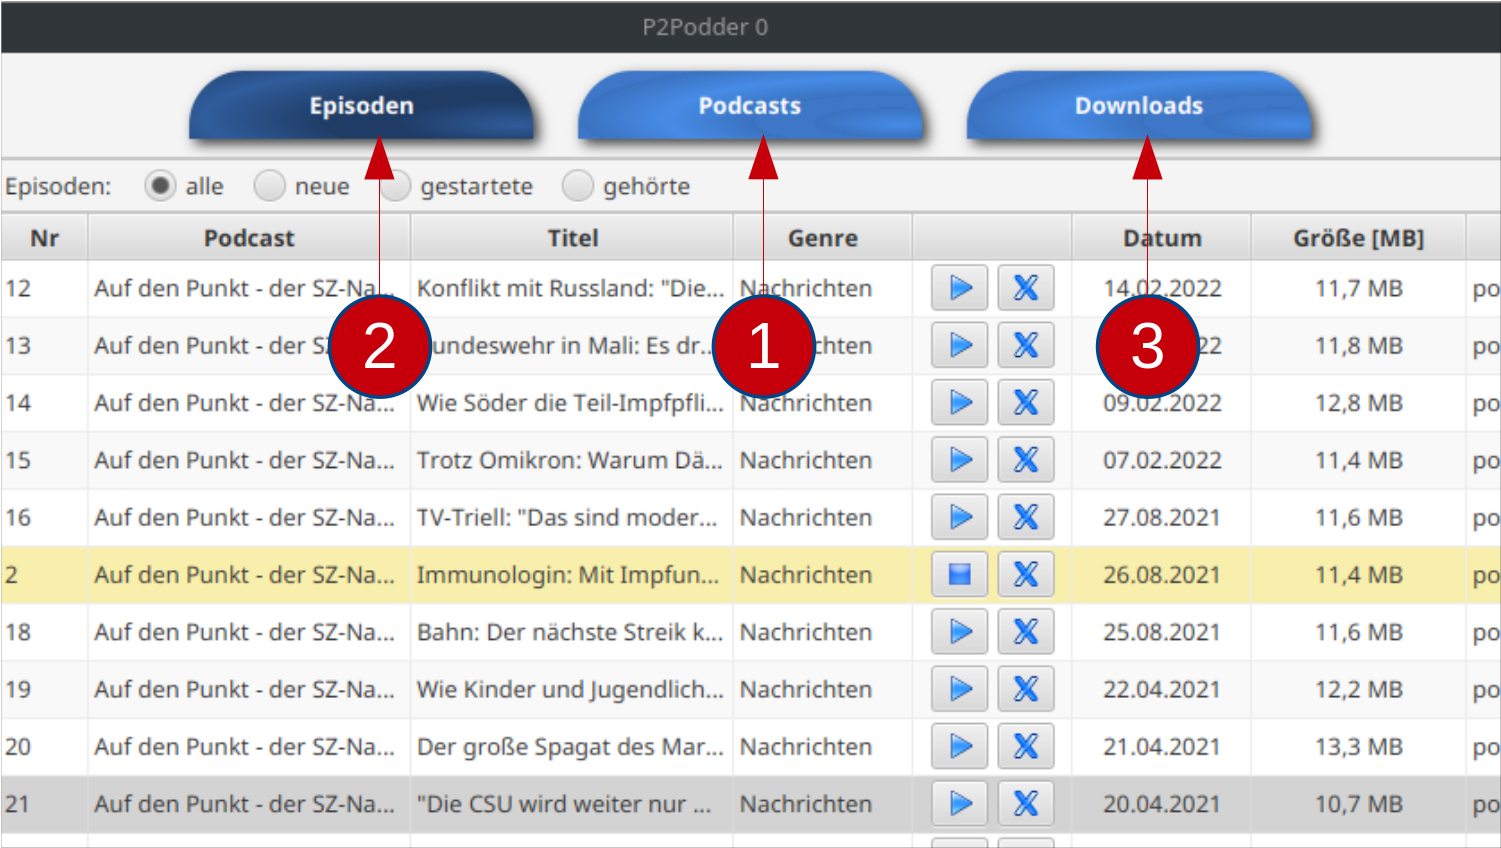 P2Podder 0
Episoden Podcasts Downloads
Episoden: alle neue gestartete gehörte
Nr Podcast Titel Genre Datum Größe [MB]
12 Auf den Punkt - der SZ-Na... Konflikt mit Russland: "Die... Nachrichten 14.02.2022 11,7 MB po
13 Auf den Punkt - der 2 undeswehr in Mali: Es dr... 1 chten 3 22 11,8 MB po
14 Auf den Punkt - der SZ-Na... Wie Söder die Teil-Impfpfli... Nachrichten 09.02.2022 12,8 MB po
15 Auf den Punkt - der SZ-Na... Trotz Omikron: Warum Dä... Nachrichten 07.02.2022 11,4 MB po
16 Auf den Punkt - der SZ-Na... TV-Triell: "Das sind moder... Nachrichten 27.08.2021 11,6 MB po
2 Auf den Punkt - der SZ-Na... Immunologin: Mit Impfun... Nachrichten 26.08.2021 11,4 MB po
18 Auf den Punkt - der SZ-Na... Bahn: Der nächste Streik k... Nachrichten 25.08.2021 11,6 MB po
19 Auf den Punkt - der SZ-Na... Wie Kinder und Jugendlich... Nachrichten 22.04.2021 12,2 MB po
20 Auf den Punkt - der SZ-Na... Der große Spagat des Mar... Nachrichten 21.04.2021 13,3 MB po
21 Auf den Punkt - der SZ-Na... "Die CSU wird weiter nur ... Nachrichten 20.04.2021 10,7 MB po